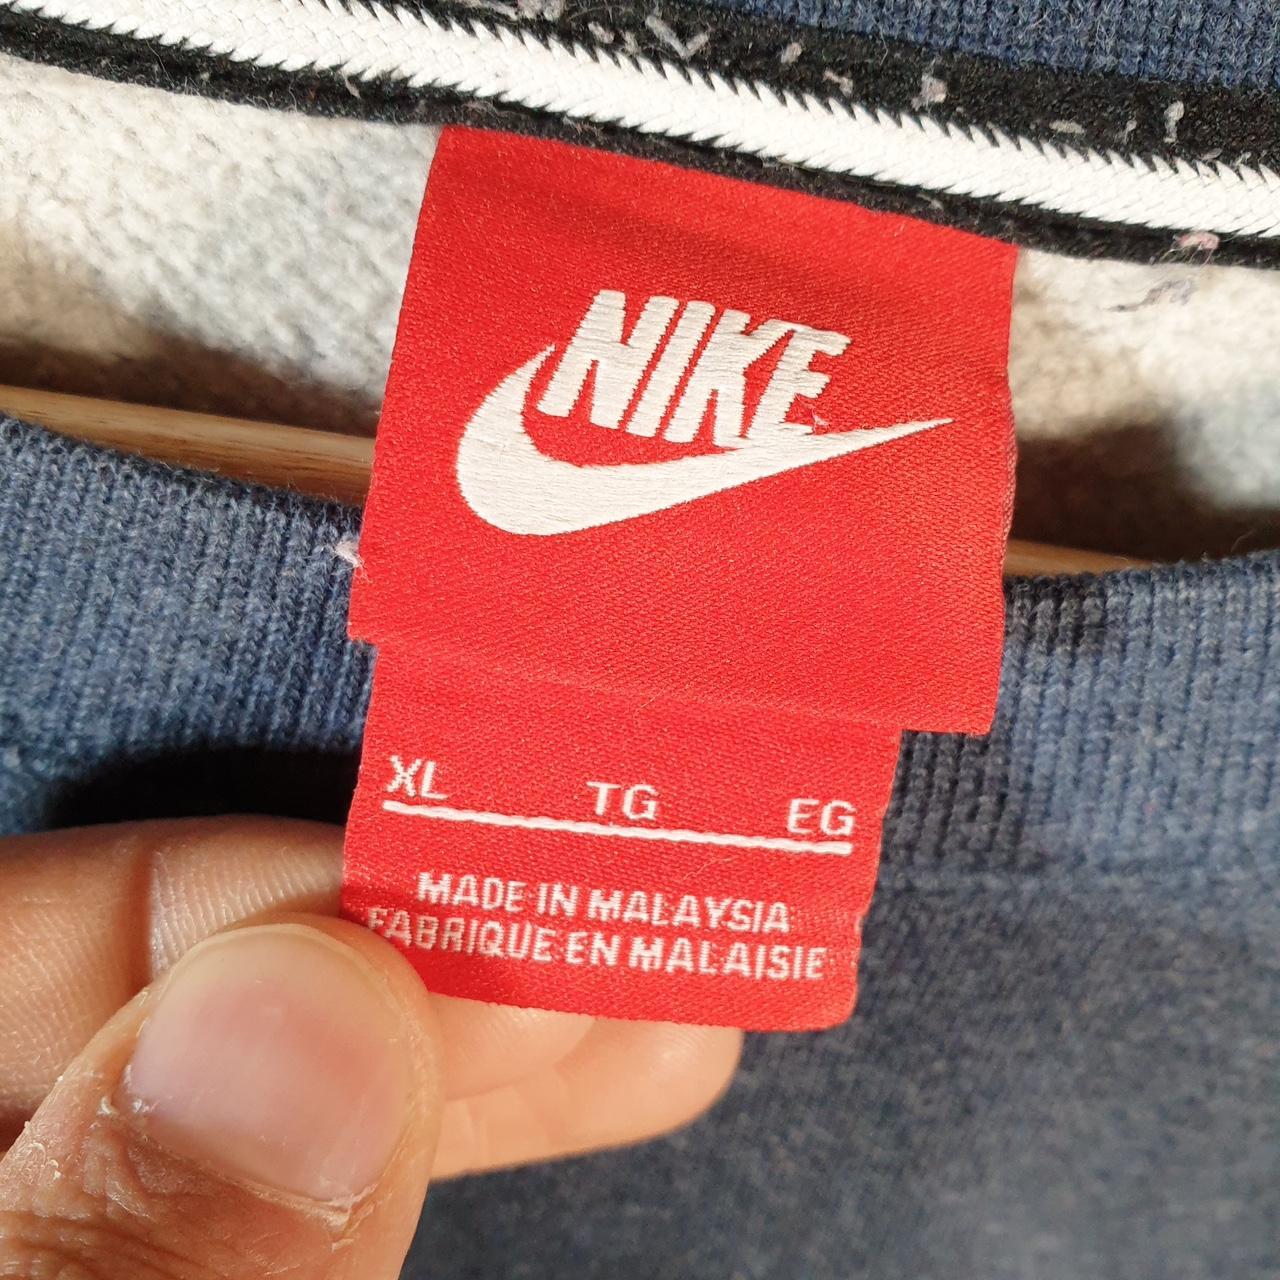 NIKE
XL TG EG
MADE IN MALAYSIA
FABRIQUE EN MALAISIE